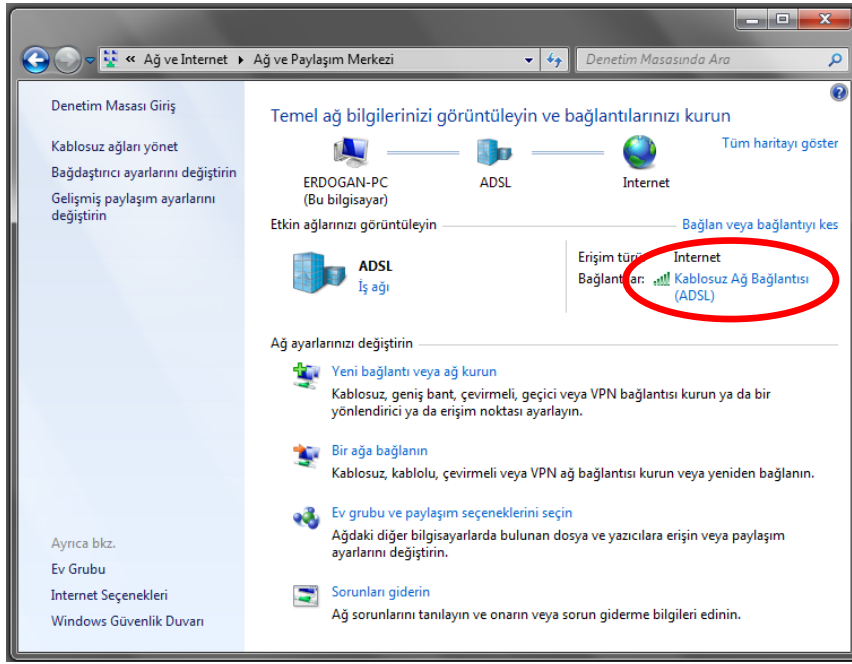 « Ağ ve Internet ▸ Ağ ve Paylaşım Merkezi
Denetim Masasında Ara
Denetim Masası Giriş
Kablosuz ağları yönet
Bağdaştırıcı ayarlarını değiştirin
Gelişmiş paylaşım ayarlarını
değiştirin
Temel ağ bilgilerinizi görüntüleyin ve bağlantılarınızı kurun
Tüm haritayı göster
ERDOGAN-PC
(Bu bilgisayar)
ADSL
Internet
Etkin ağlarınızı görüntüleyin
Bağlan veya bağlantıyı kes
ADSL
İş ağı
Erişim türü: Internet
Kablosuz Ağ Bağlantısı
(ADSL)
Ağ ayarlarınızı değiştirin
Yeni bağlantı veya ağ kurun
Kablosuz, geniş bant, çevirmeli, geçici veya VPN bağlantısı kurun ya da bir
yönlendirici ya da erişim noktası ayarlayın.
Bir ağa bağlanın
Kablosuz, kablolu, çevirmeli veya VPN ağ bağlantısı kurun veya yeniden bağlanın.
Ev grubu ve paylaşım seçeneklerini seçin
Ağdaki diğer bilgisayarlarda bulunan dosya ve yazıcılara erişin veya paylaşım
ayarlarını değiştirin.
Sorunları giderin
Ağ sorunlarını tanılayın ve onarın veya sorun giderme bilgileri edinin.
Ayrıca bkz.
Ev Grubu
Internet Seçenekleri
Windows Güvenlik Duvarı